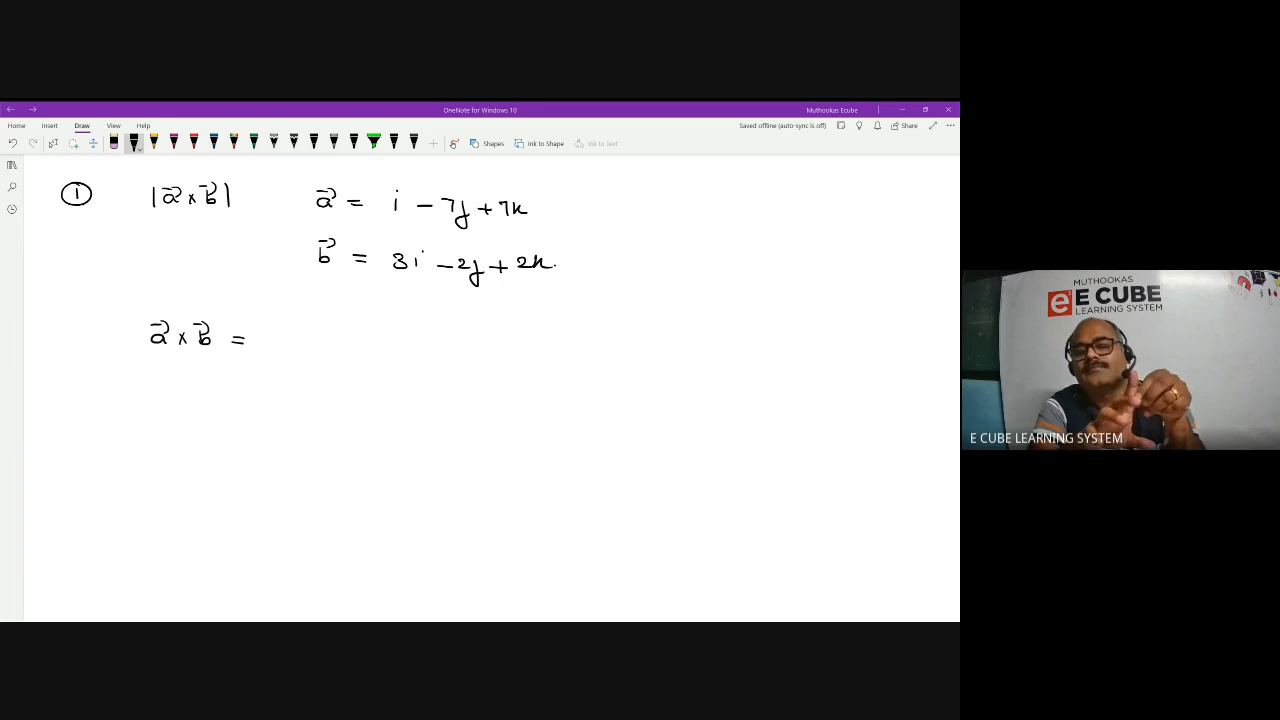 OneNote for Windows 10
Muthookas Ecube
Home Insert Draw View Help
Saved offline (auto-sync is off)
Share
Shapes
Ink to Shape
Ink to Text
① |a⃗ × b⃗| a⃗ = i − 7j + 7k
b⃗ = 3i − 2j + 2k.
a⃗ × b⃗ =
MUTHOOKAS
e³ E CUBE
LEARNING SYSTEM
E CUBE LEARNING SYSTEM